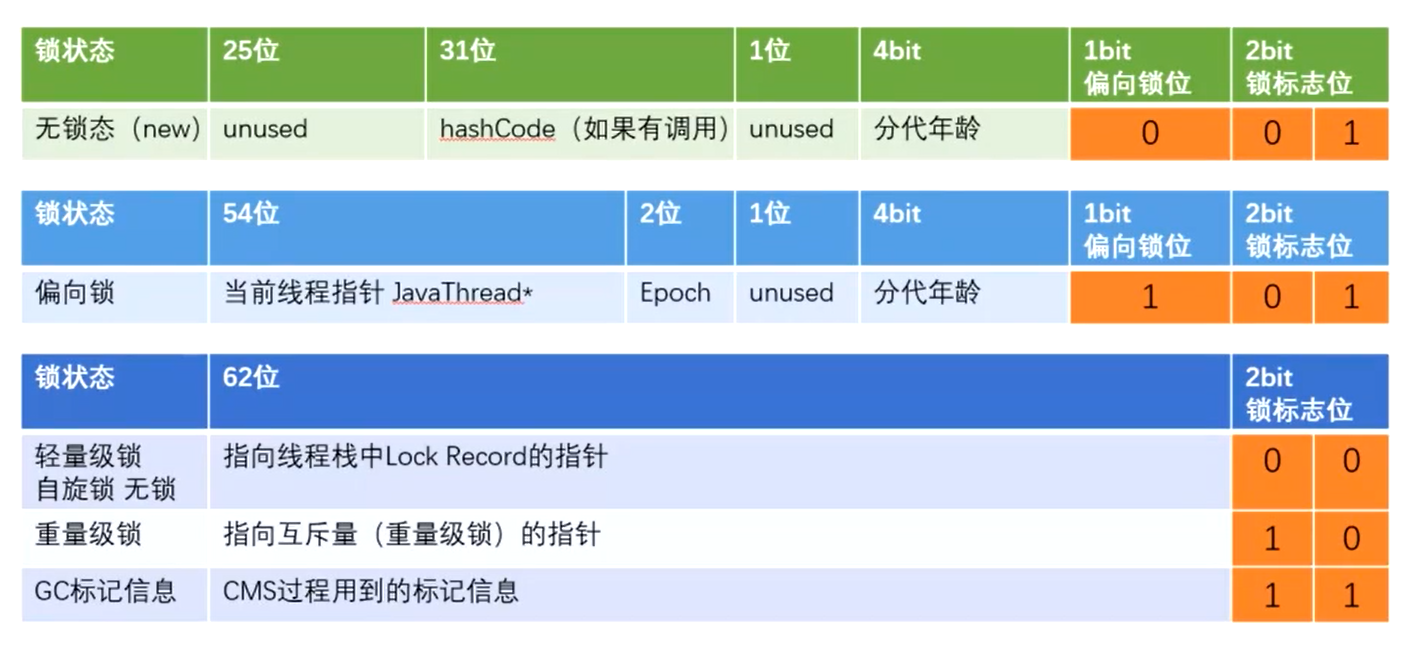 锁状态 25位 31位 1位 4bit 1bit 2bit
偏向锁位 锁标志位
无锁态（new） unused hashCode（如果有调用） unused 分代年龄 0 0 1
锁状态 54位 2位 1位 4bit 1bit 2bit
偏向锁位 锁标志位
偏向锁 当前线程指针 JavaThread* Epoch unused 分代年龄 1 0 1
锁状态 62位 2bit
锁标志位
轻量级锁 指向线程栈中Lock Record的指针 0 0
自旋锁 无锁
重量级锁 指向互斥量（重量级锁）的指针 1 0
GC标记信息 CMS过程用到的标记信息 1 1